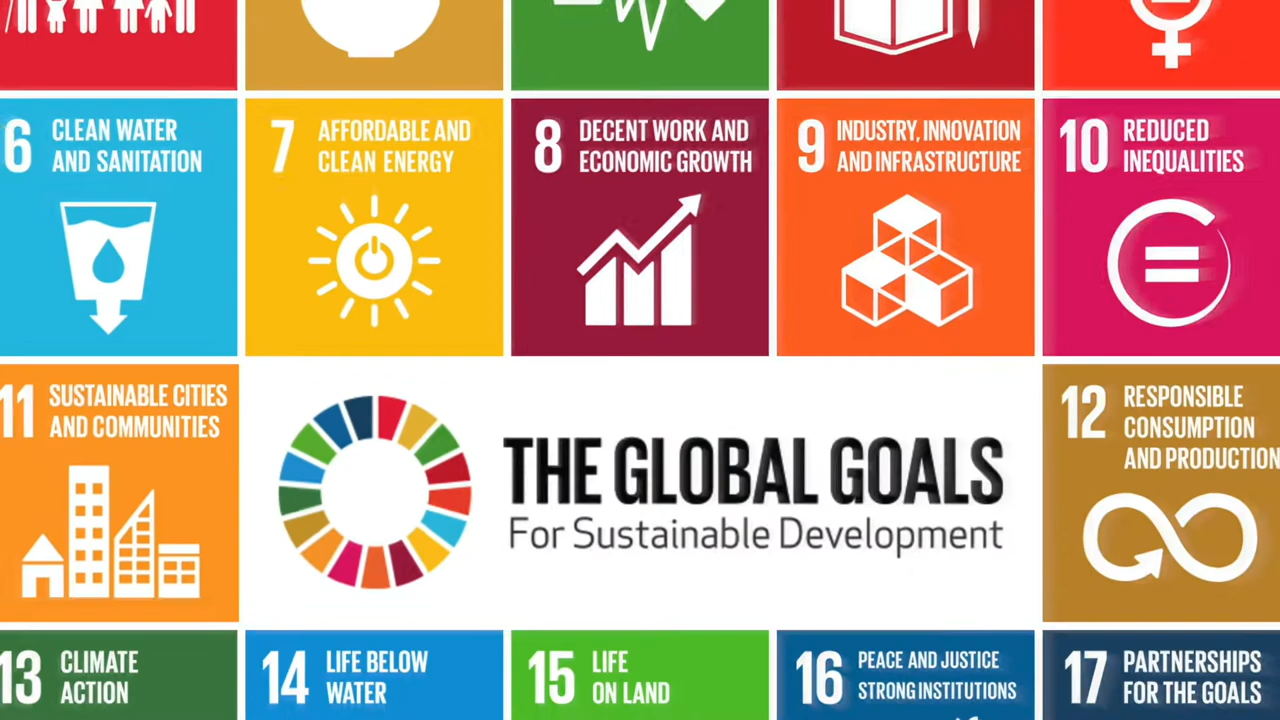 6 CLEAN WATER
AND SANITATION
7 AFFORDABLE AND
CLEAN ENERGY
8 DECENT WORK AND
ECONOMIC GROWTH
9 INDUSTRY, INNOVATION
AND INFRASTRUCTURE
10 REDUCED
INEQUALITIES
11 SUSTAINABLE CITIES
AND COMMUNITIES
THE GLOBAL GOALS
For Sustainable Development
12 RESPONSIBLE
CONSUMPTION
AND PRODUCTION
13 CLIMATE
ACTION
14 LIFE BELOW
WATER
15 LIFE
ON LAND
16 PEACE AND JUSTICE
STRONG INSTITUTIONS
17 PARTNERSHIPS
FOR THE GOALS